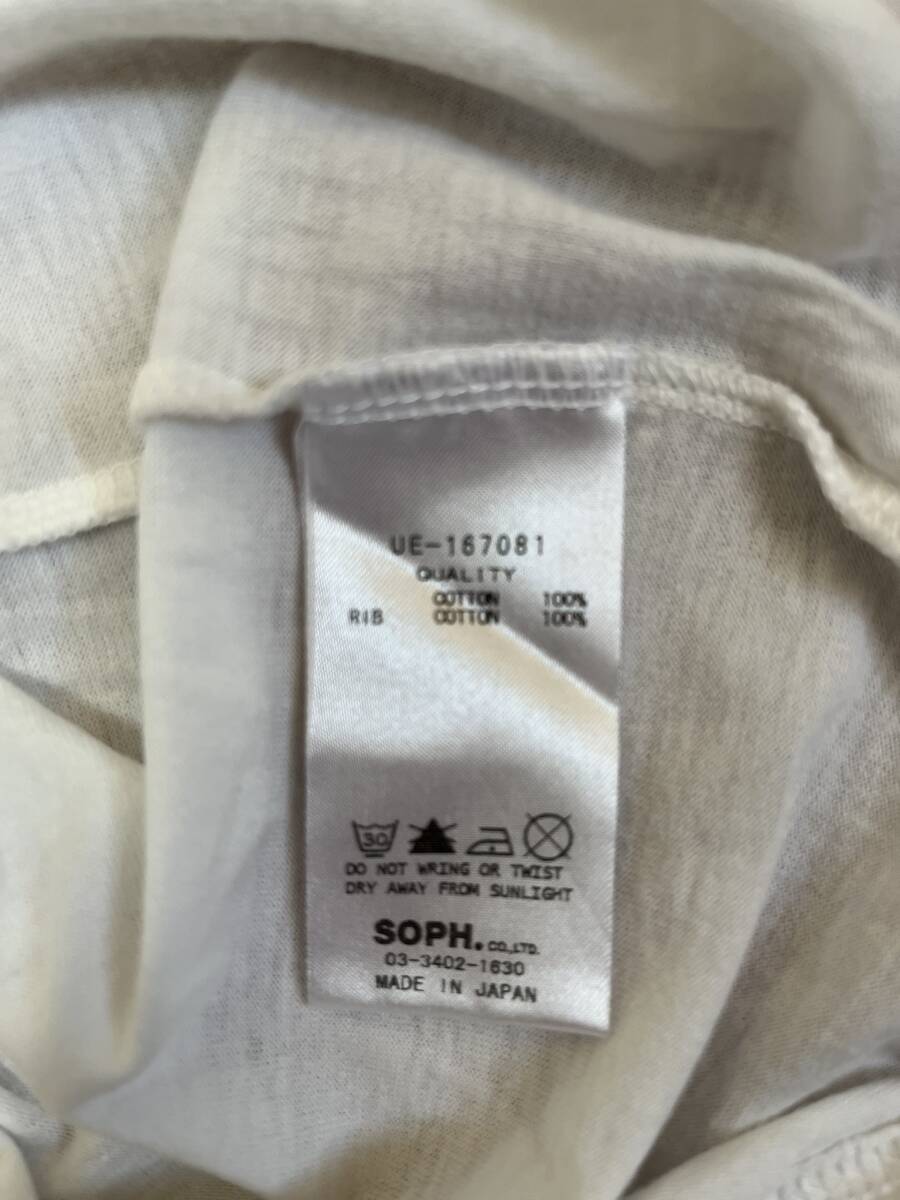 UE-167081
QUALITY
COTTON 100%
RIB COTTON 100%
30
DO NOT WRING OR TWIST
DRY AWAY FROM SUNLIGHT
SOPH. CO.,LTD.
03-3402-1630
MADE IN JAPAN